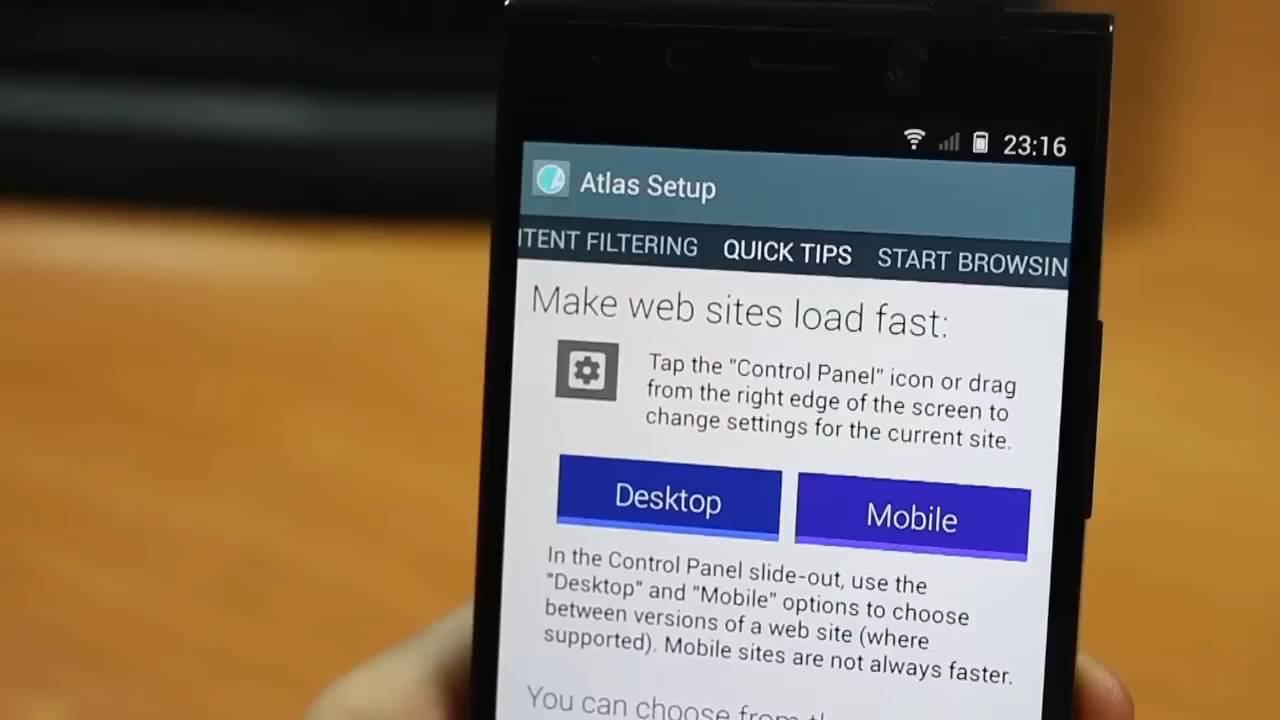 23:16
Atlas Setup
TENT FILTERING QUICK TIPS START BROWSIN
Make web sites load fast:
Tap the "Control Panel" icon or drag
from the right edge of the screen to
change settings for the current site.
Desktop Mobile
In the Control Panel slide-out, use the
"Desktop" and "Mobile" options to choose
between versions of a web site (where
supported). Mobile sites are not always faster.
You can choose from